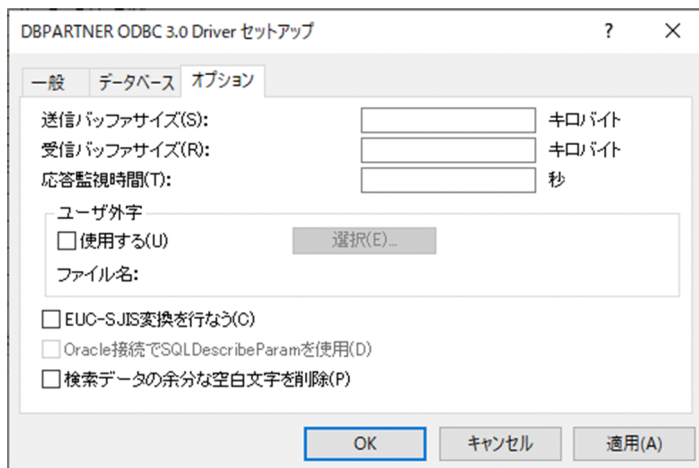 DBPARTNER ODBC 3.0 Driver セットアップ ? ×
一般 データベース オプション
送信バッファサイズ(S): キロバイト
受信バッファサイズ(R): キロバイト
応答監視時間(T): 秒
ユーザ外字
使用する(U) 選択(E)...
ファイル名:
EUC-SJIS変換を行なう(C)
Oracle接続でSQLDescribeParamを使用(D)
検索データの余分な空白文字を削除(P)
OK キャンセル 適用(A)